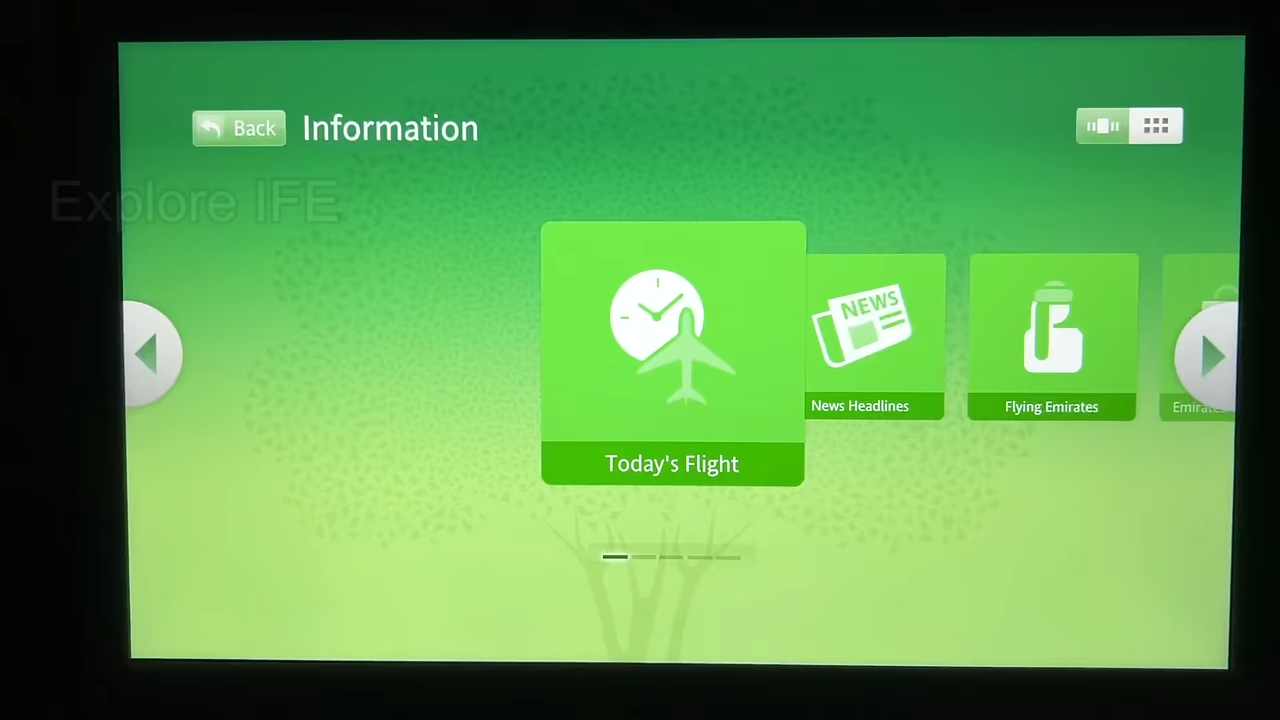 Back
Information
Explore IFE
NEWS
Today's Flight
News Headlines
Flying Emirates